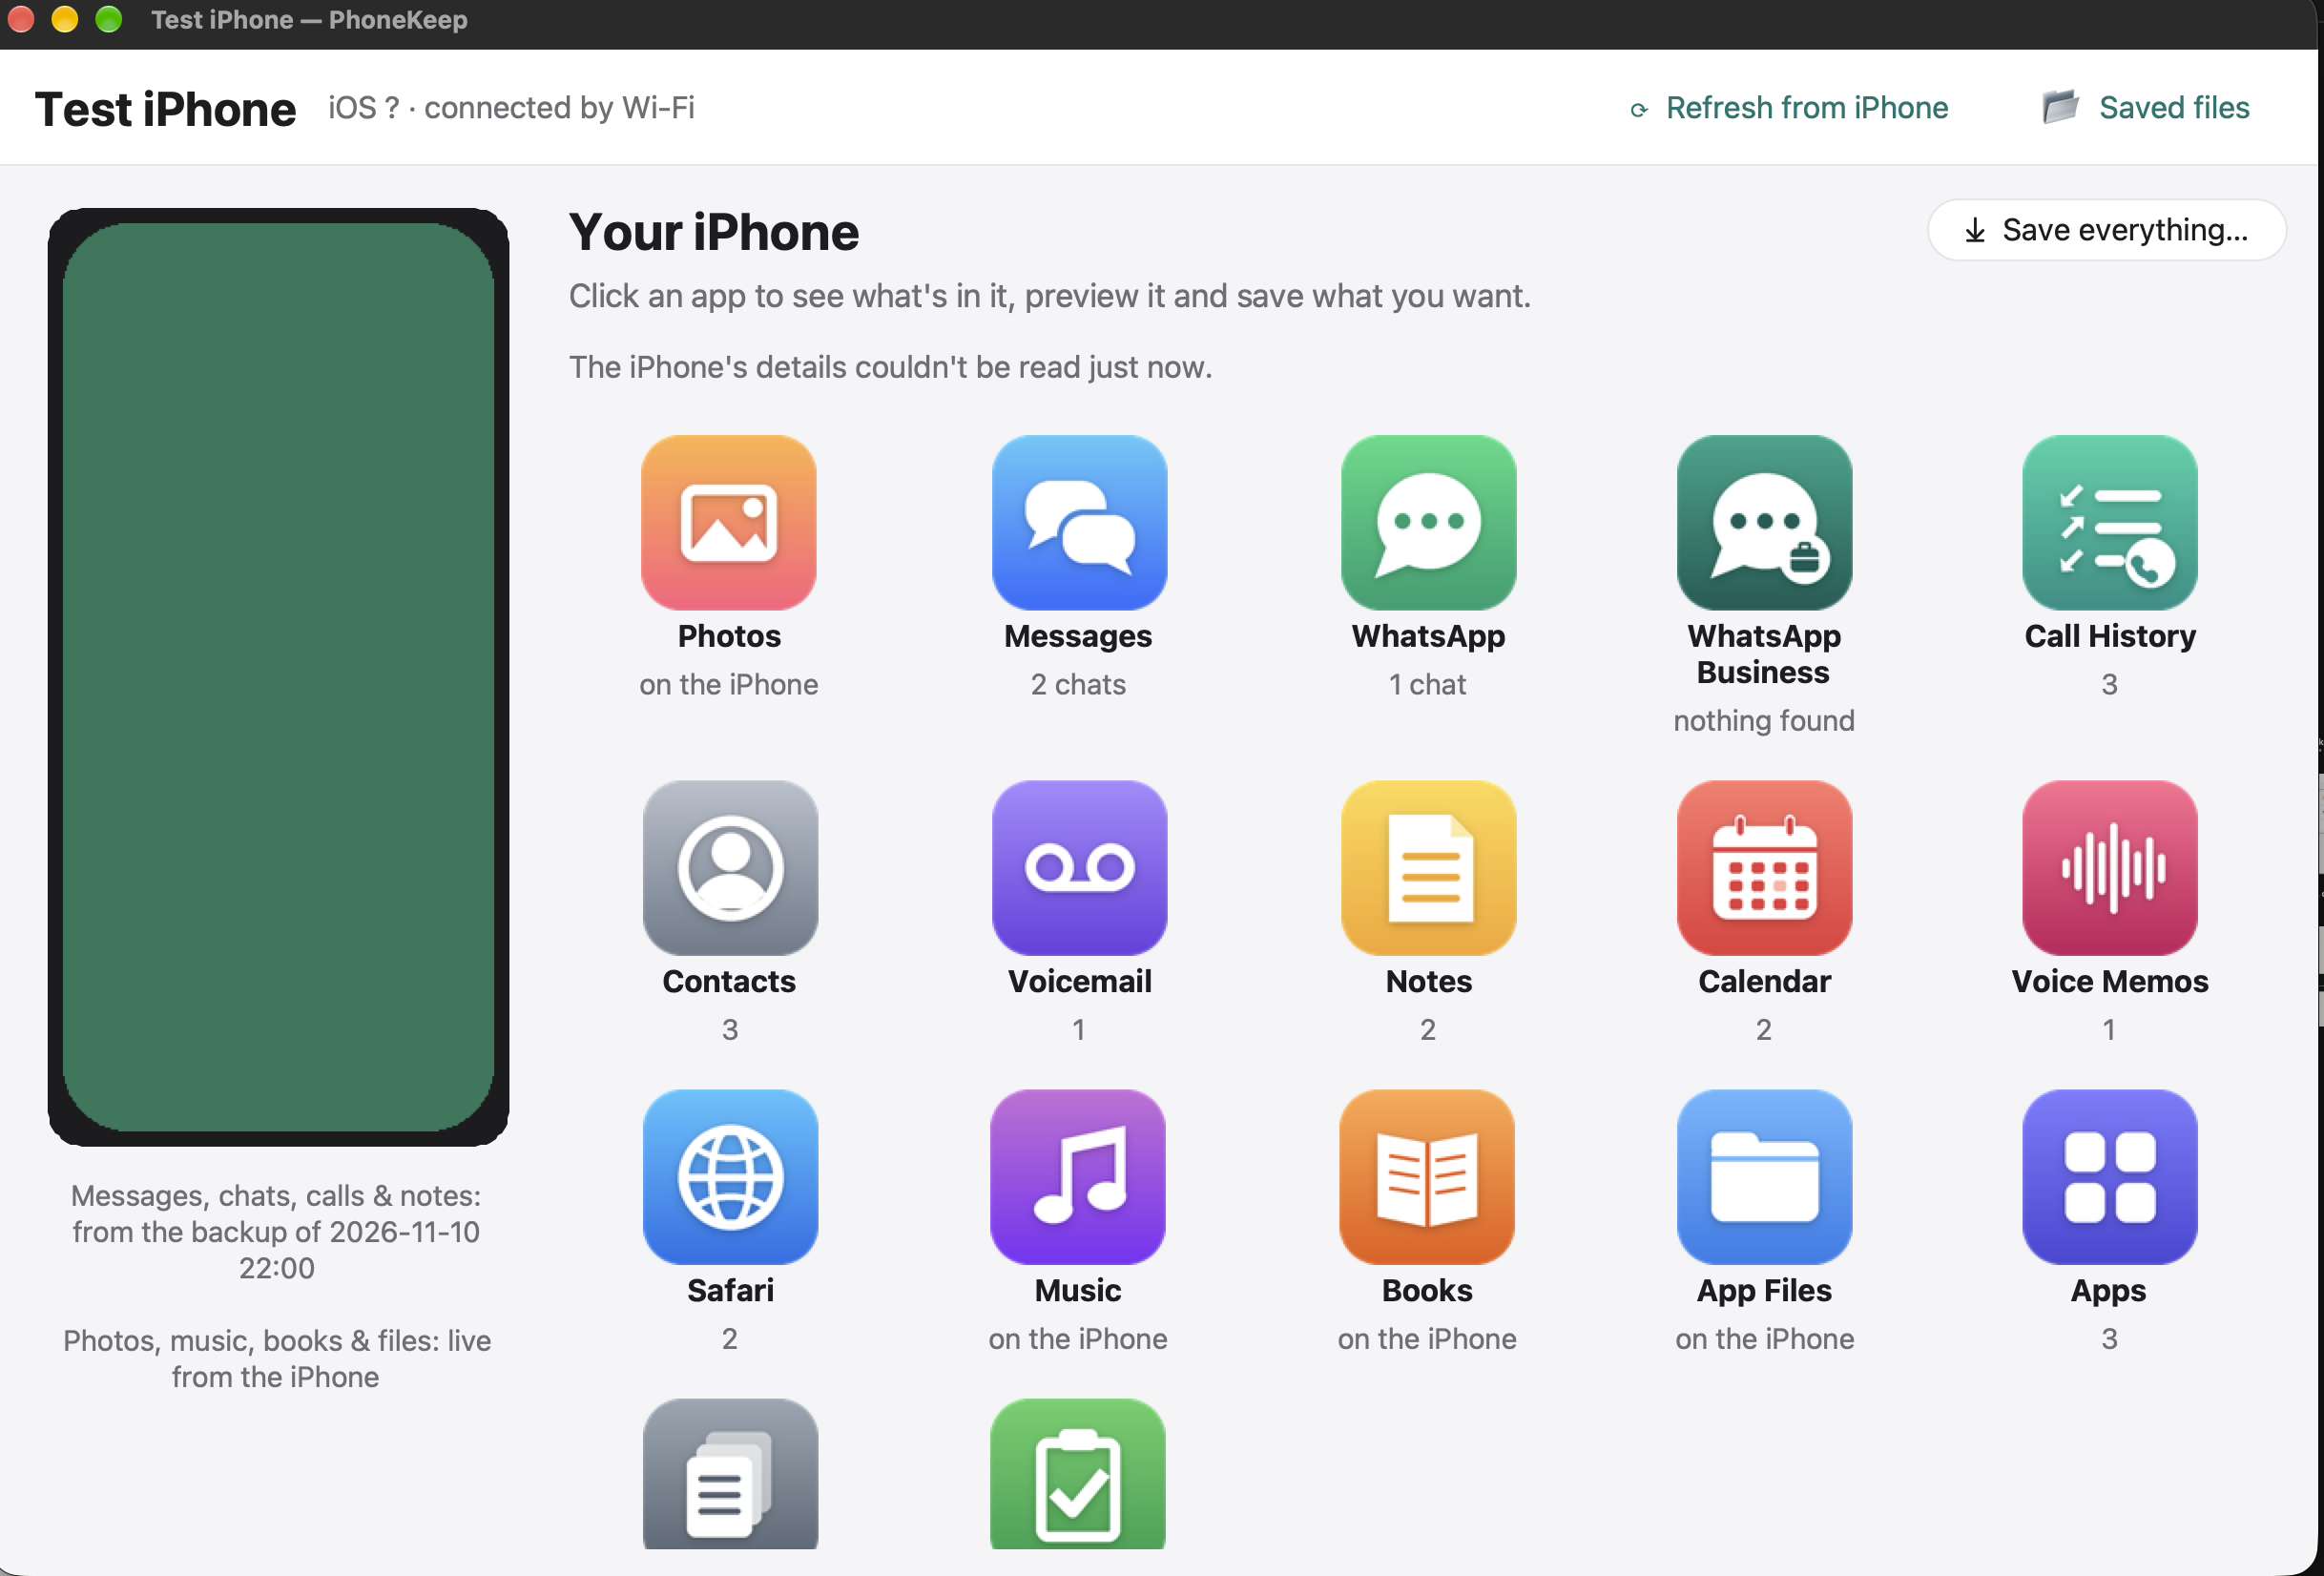 Test iPhone — PhoneKeep
Test iPhone
iOS ? · connected by Wi-Fi
Refresh from iPhone
Saved files
Your iPhone
Save everything...
Click an app to see what's in it, preview it and save what you want.
The iPhone's details couldn't be read just now.
Photos
on the iPhone
Messages
2 chats
WhatsApp
1 chat
WhatsApp
Business
nothing found
Call History
3
Contacts
3
Voicemail
1
Notes
2
Calendar
2
Voice Memos
1
Safari
2
Music
on the iPhone
Books
on the iPhone
App Files
on the iPhone
Apps
3
Messages, chats, calls & notes:
from the backup of 2026-11-10
22:00
Photos, music, books & files: live
from the iPhone